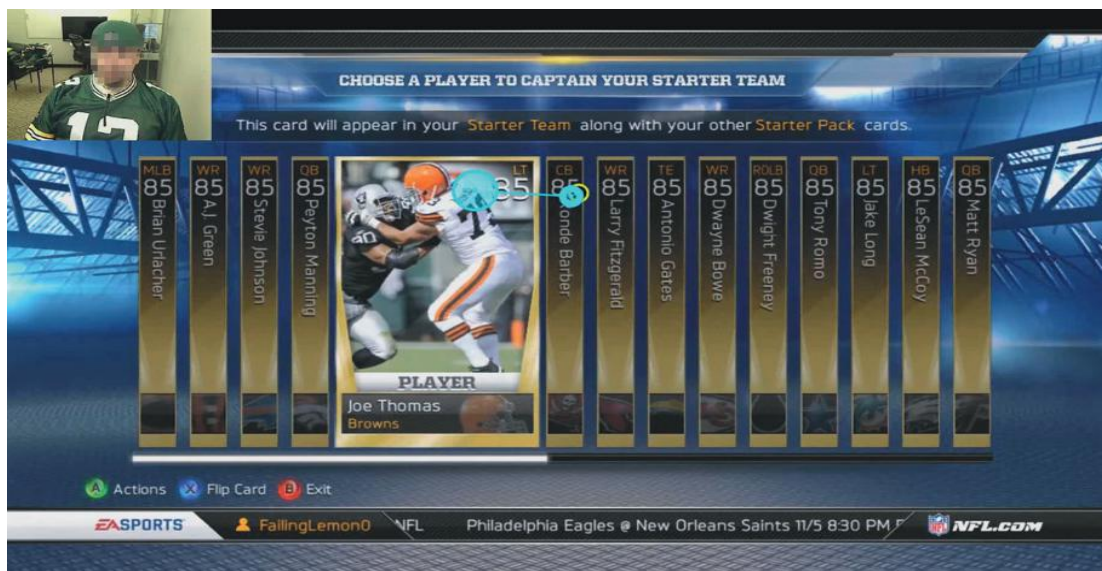 CHOOSE A PLAYER TO CAPTAIN YOUR STARTER TEAM
This card will appear in your Starter Team along with your other Starter Pack cards.
MLB 85 Brian Urlacher
WR 85 A.J. Green
WR 85 Stevie Johnson
QB 85 Peyton Manning
LT
85
PLAYER
Joe Thomas
Browns
CB 85 onde Barber
WR 85 Larry Fitzgerald
TE 85 Antonio Gates
WR 85 Dwayne Bowe
ROLB 85 Dwight Freeney
QB 85 Tony Romo
LT 85 Jake Long
HB 85 LeSean McCoy
QB 85 Matt Ryan
A Actions X Flip Card B Exit
EA SPORTS FailingLemon0 NFL Philadelphia Eagles @ New Orleans Saints 11/5 8:30 PM NFL NFL.COM